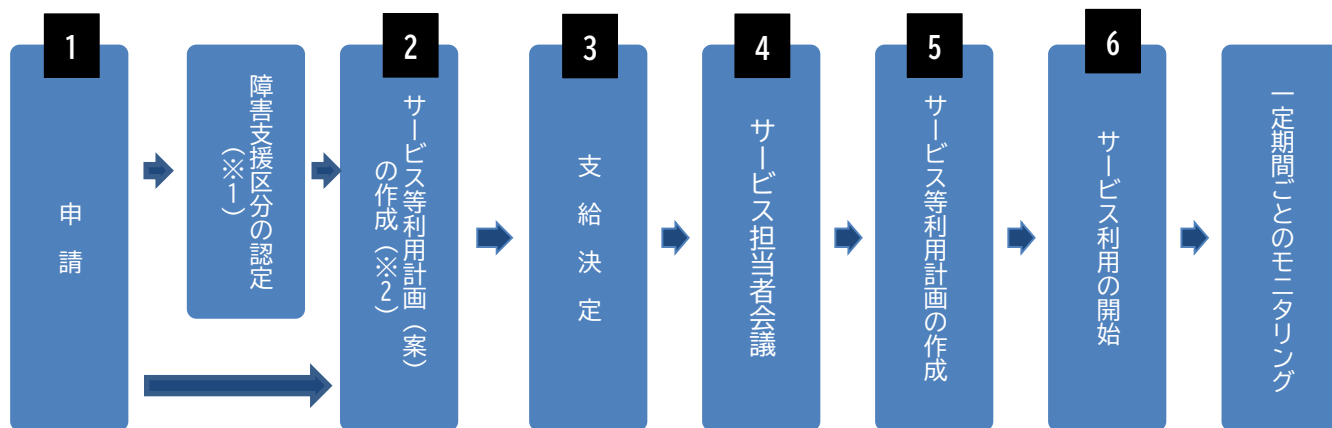 1
申請
障害支援区分の認定
（※1）
2
サービス等利用計画（案）
の作成（※2）
3
支給決定
4
サービス担当者会議
5
サービス等利用計画の作成
6
サービス利用の開始
一定期間ごとのモニタリング